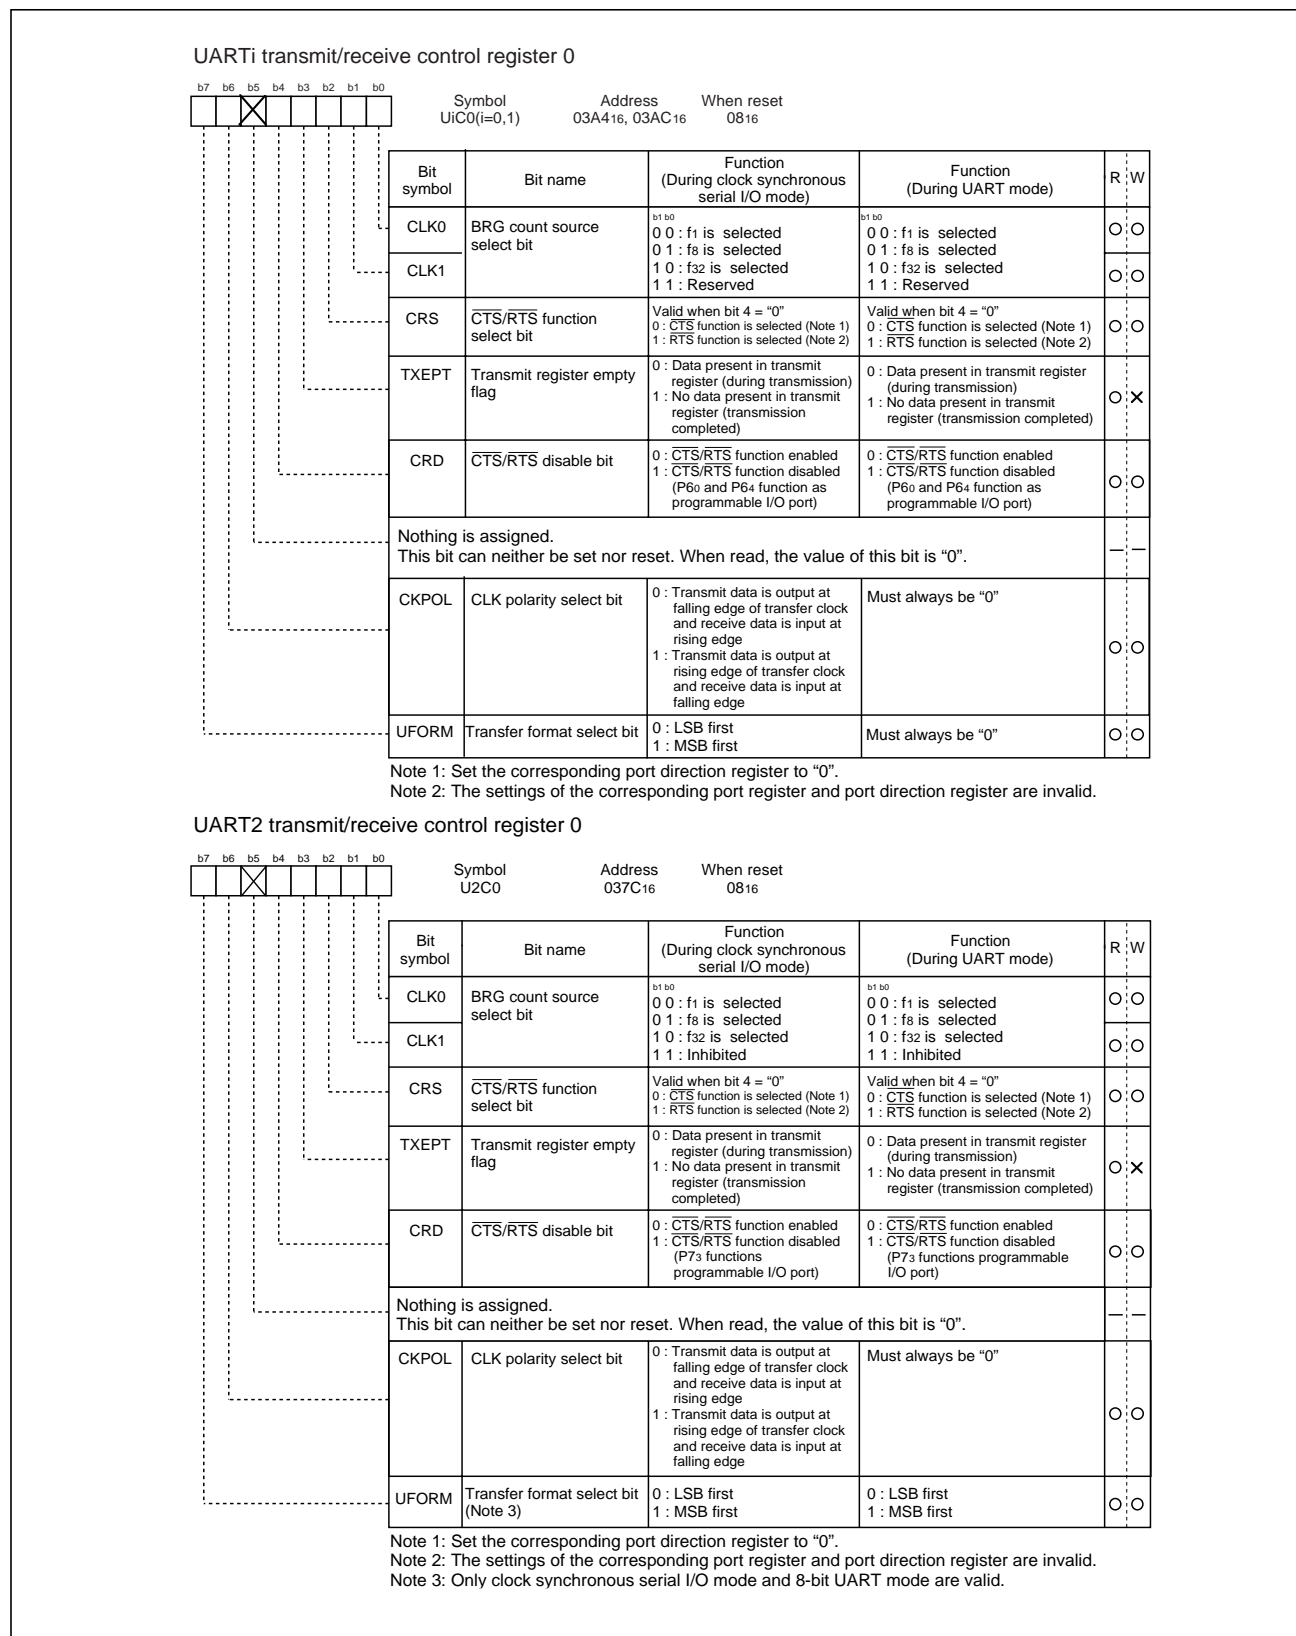 UARTi transmit/receive control register 0
b7 b6 b5 b4 b3 b2 b1 b0
Symbol Address When reset
UiC0(i=0,1) 03A416, 03AC16 0816
Bit symbol
Bit name
Function
(During clock synchronous
serial I/O mode)
Function
(During UART mode)
R W
CLK0
CLK1
BRG count source
select bit
b1 b0
0 0 : f1 is selected
0 1 : f8 is selected
1 0 : f32 is selected
1 1 : Reserved
b1 b0
0 0 : f1 is selected
0 1 : f8 is selected
1 0 : f32 is selected
1 1 : Reserved
CRS
CTS/RTS function
select bit
Valid when bit 4 = “0”
0 : CTS function is selected (Note 1)
1 : RTS function is selected (Note 2)
Valid when bit 4 = “0”
0 : CTS function is selected (Note 1)
1 : RTS function is selected (Note 2)
TXEPT
Transmit register empty
flag
0 : Data present in transmit
register (during transmission)
1 : No data present in transmit
register (transmission
completed)
0 : Data present in transmit register
(during transmission)
1 : No data present in transmit
register (transmission completed)
CRD
CTS/RTS disable bit
0 : CTS/RTS function enabled
1 : CTS/RTS function disabled
(P60 and P64 function as
programmable I/O port)
0 : CTS/RTS function enabled
1 : CTS/RTS function disabled
(P60 and P64 function as
programmable I/O port)
Nothing is assigned.
This bit can neither be set nor reset. When read, the value of this bit is “0”.
CKPOL
CLK polarity select bit
0 : Transmit data is output at
falling edge of transfer clock
and receive data is input at
rising edge
1 : Transmit data is output at
rising edge of transfer clock
and receive data is input at
falling edge
Must always be “0”
UFORM
Transfer format select bit
0 : LSB first
1 : MSB first
Must always be “0”
Note 1: Set the corresponding port direction register to “0”.
Note 2: The settings of the corresponding port register and port direction register are invalid.
UART2 transmit/receive control register 0
b7 b6 b5 b4 b3 b2 b1 b0
Symbol Address When reset
U2C0 037C16 0816
Bit symbol
Bit name
Function
(During clock synchronous
serial I/O mode)
Function
(During UART mode)
R W
CLK0
CLK1
BRG count source
select bit
b1 b0
0 0 : f1 is selected
0 1 : f8 is selected
1 0 : f32 is selected
1 1 : Inhibited
b1 b0
0 0 : f1 is selected
0 1 : f8 is selected
1 0 : f32 is selected
1 1 : Inhibited
CRS
CTS/RTS function
select bit
Valid when bit 4 = “0”
0 : CTS function is selected (Note 1)
1 : RTS function is selected (Note 2)
Valid when bit 4 = “0”
0 : CTS function is selected (Note 1)
1 : RTS function is selected (Note 2)
TXEPT
Transmit register empty
flag
0 : Data present in transmit
register (during transmission)
1 : No data present in transmit
register (transmission
completed)
0 : Data present in transmit register
(during transmission)
1 : No data present in transmit
register (transmission completed)
CRD
CTS/RTS disable bit
0 : CTS/RTS function enabled
1 : CTS/RTS function disabled
(P73 functions
programmable I/O port)
0 : CTS/RTS function enabled
1 : CTS/RTS function disabled
(P73 functions programmable
I/O port)
Nothing is assigned.
This bit can neither be set nor reset. When read, the value of this bit is “0”.
CKPOL
CLK polarity select bit
0 : Transmit data is output at
falling edge of transfer clock
and receive data is input at
rising edge
1 : Transmit data is output at
rising edge of transfer clock
and receive data is input at
falling edge
Must always be “0”
UFORM
Transfer format select bit
(Note 3)
0 : LSB first
1 : MSB first
0 : LSB first
1 : MSB first
Note 1: Set the corresponding port direction register to “0”.
Note 2: The settings of the corresponding port register and port direction register are invalid.
Note 3: Only clock synchronous serial I/O mode and 8-bit UART mode are valid.